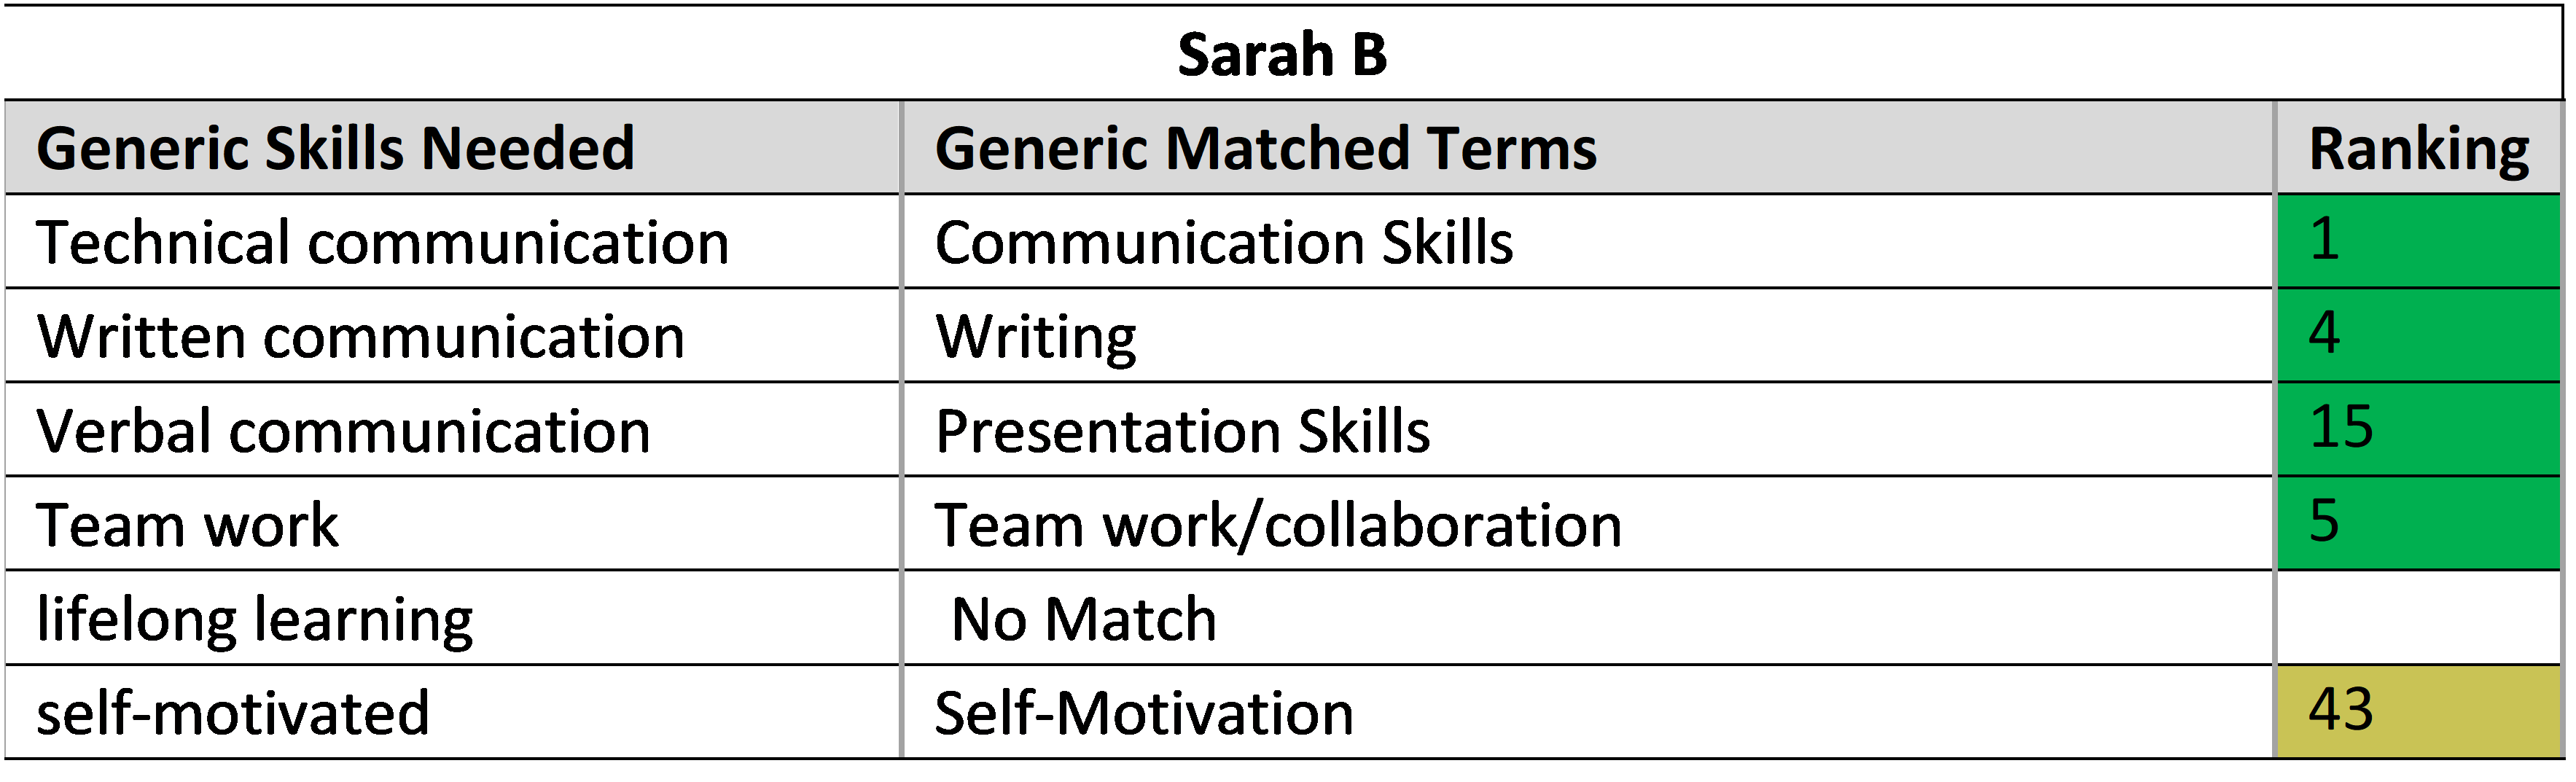 Sarah B
Generic Skills Needed Generic Matched Terms Ranking
Technical communication Communication Skills 1
Written communication Writing 4
Verbal communication Presentation Skills 15
Team work Team work/collaboration 5
lifelong learning No Match
self-motivated Self-Motivation 43